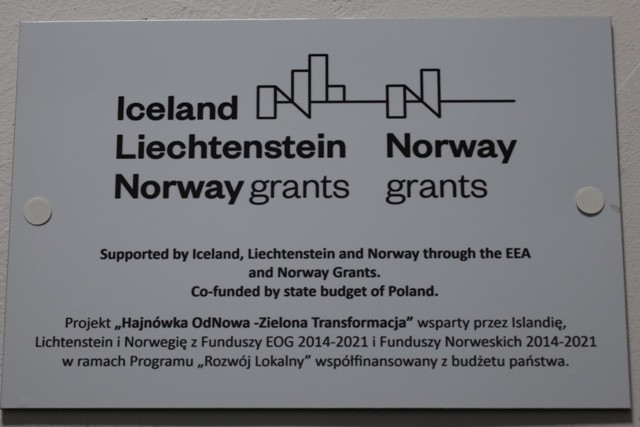 Iceland
Liechtenstein
Norway grants
Norway
grants
Supported by Iceland, Liechtenstein and Norway through the EEA
and Norway Grants.
Co-funded by state budget of Poland.
Projekt „Hajnówka OdNowa -Zielona Transformacja” wsparty przez Islandię,
Lichtenstein i Norwegię z Funduszy EOG 2014-2021 i Funduszy Norweskich 2014-2021
w ramach Programu „Rozwój Lokalny” współfinansowany z budżetu państwa.